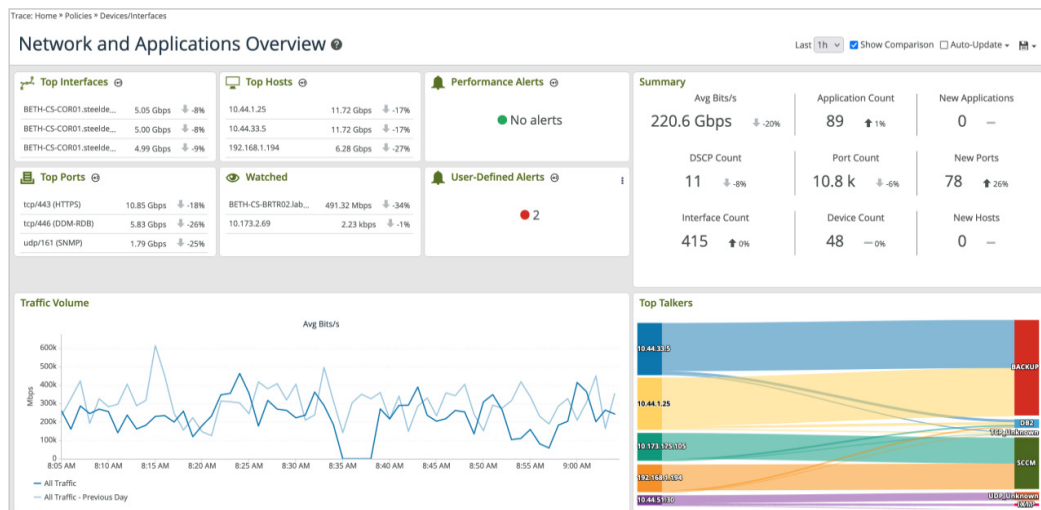 Trace: Home » Policies » Devices/Interfaces
Network and Applications Overview
Last 1h Show Comparison Auto-Update
Top Interfaces
BETH-CS-COR01.steelde... 5.05 Gbps -8%
BETH-CS-COR01.steelde... 5.00 Gbps -8%
BETH-CS-COR01.steelde... 4.99 Gbps -9%
Top Hosts
10.44.1.25 11.72 Gbps -17%
10.44.33.5 11.72 Gbps -17%
192.168.1.194 6.28 Gbps -27%
Performance Alerts
No alerts
Top Ports
tcp/443 (HTTPS) 10.85 Gbps -18%
tcp/446 (DDM-RDB) 5.83 Gbps -26%
udp/161 (SNMP) 1.79 Gbps -25%
Watched
BETH-CS-BRTR02.lab... 491.32 Mbps -34%
10.173.2.69 2.23 kbps -1%
User-Defined Alerts
2
Summary
Avg Bits/s Application Count New Applications
220.6 Gbps -20% 89 1% 0 —
DSCP Count Port Count New Ports
11 -8% 10.8 k -6% 78 26%
Interface Count Device Count New Hosts
415 0% 48 — 0% 0 —
Traffic Volume
Avg Bits/s
Mbps
600k
500k
400k
300k
200k
100k
0
8:05 AM 8:10 AM 8:15 AM 8:20 AM 8:25 AM 8:30 AM 8:35 AM 8:40 AM 8:45 AM 8:50 AM 8:55 AM 9:00 AM
All Traffic
All Traffic - Previous Day
Top Talkers
10.44.33.5
BACKUP
10.44.1.25
DB2
TCP_Unknown
10.173.175.105
SCCM
192.168.1.194
UDP_Unknown
10.44.51.30